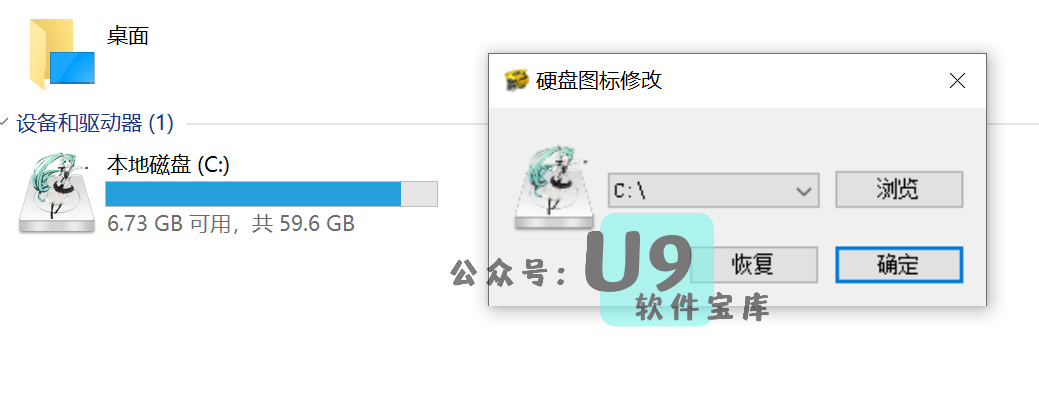 桌面
设备和驱动器 (1)
本地磁盘 (C:)
6.73 GB 可用，共 59.6 GB
硬盘图标修改
C:\
浏览
恢复
确定
公众号：U9
软件宝库